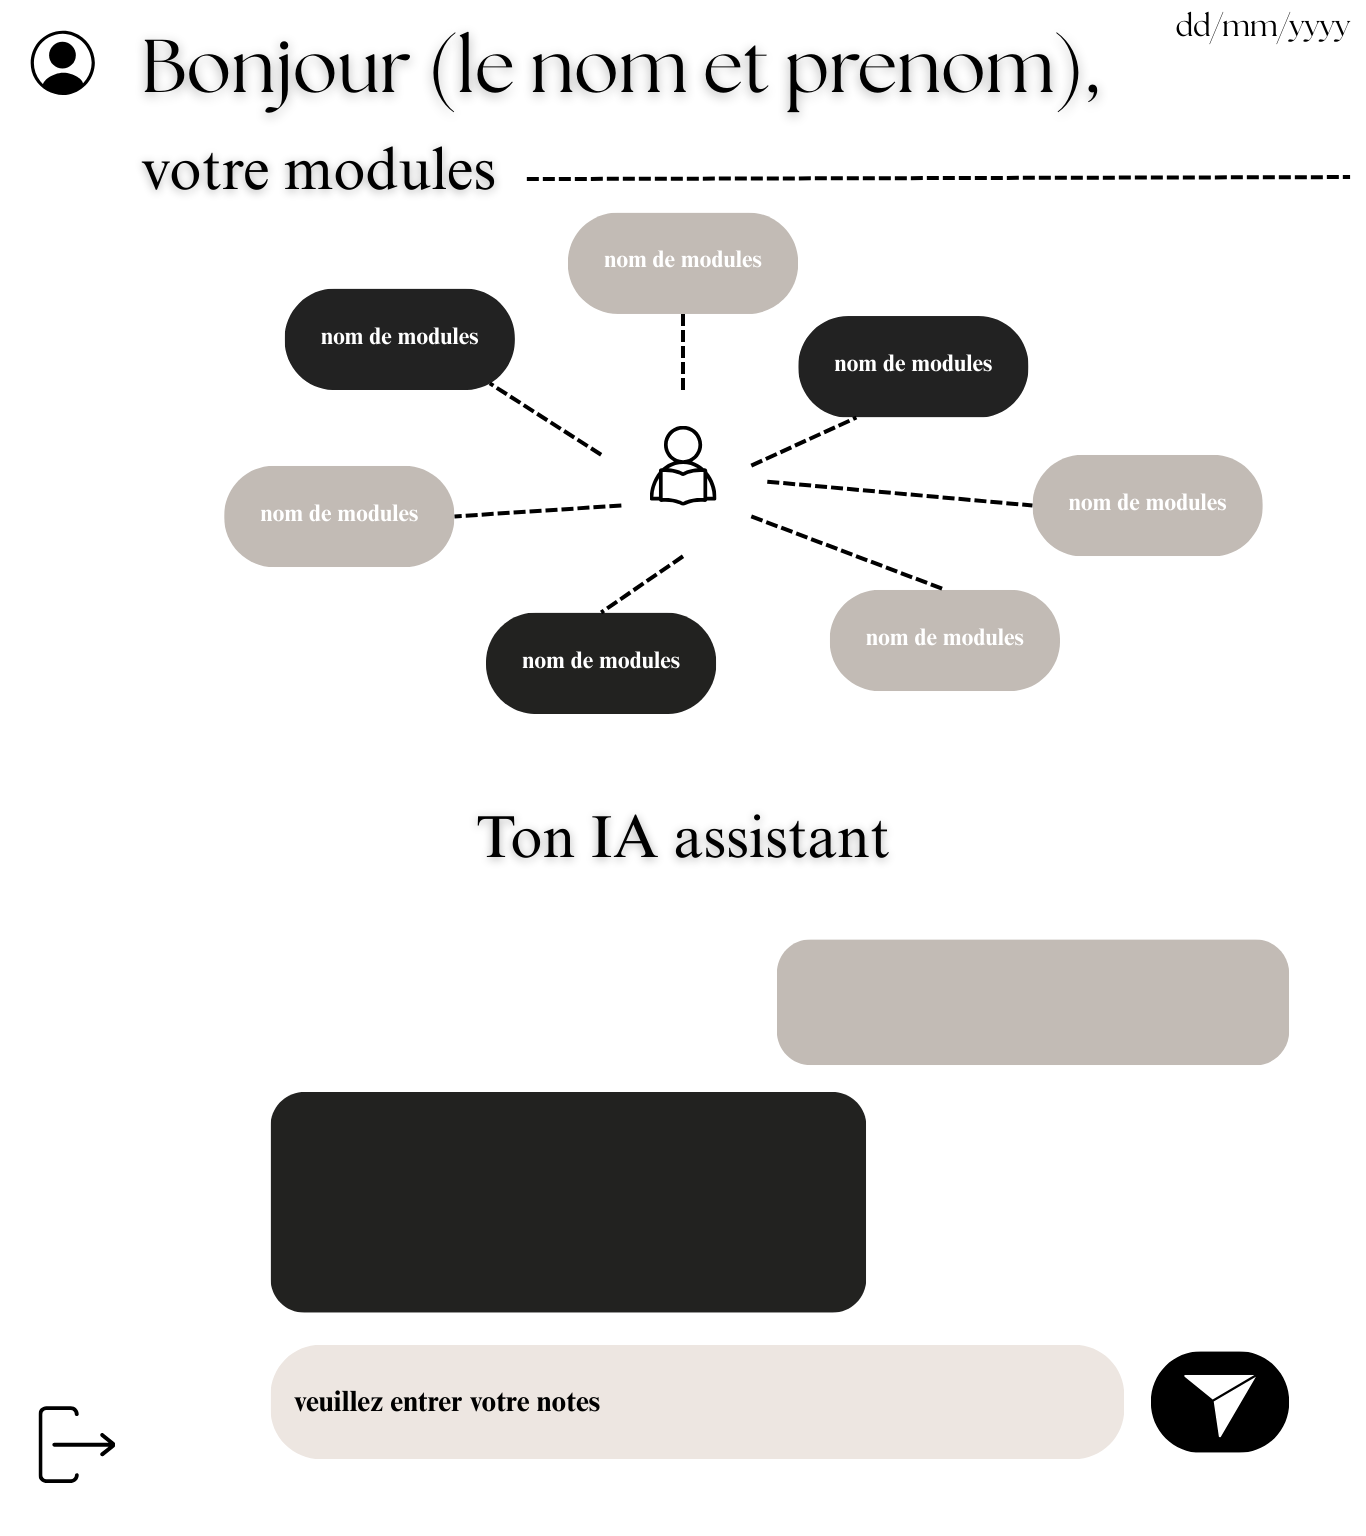 dd/mm/yyyy
Bonjour (le nom et prenom),
votre modules
nom de modules
nom de modules
nom de modules
nom de modules
nom de modules
nom de modules
nom de modules
Ton IA assistant
veuillez entrer votre notes